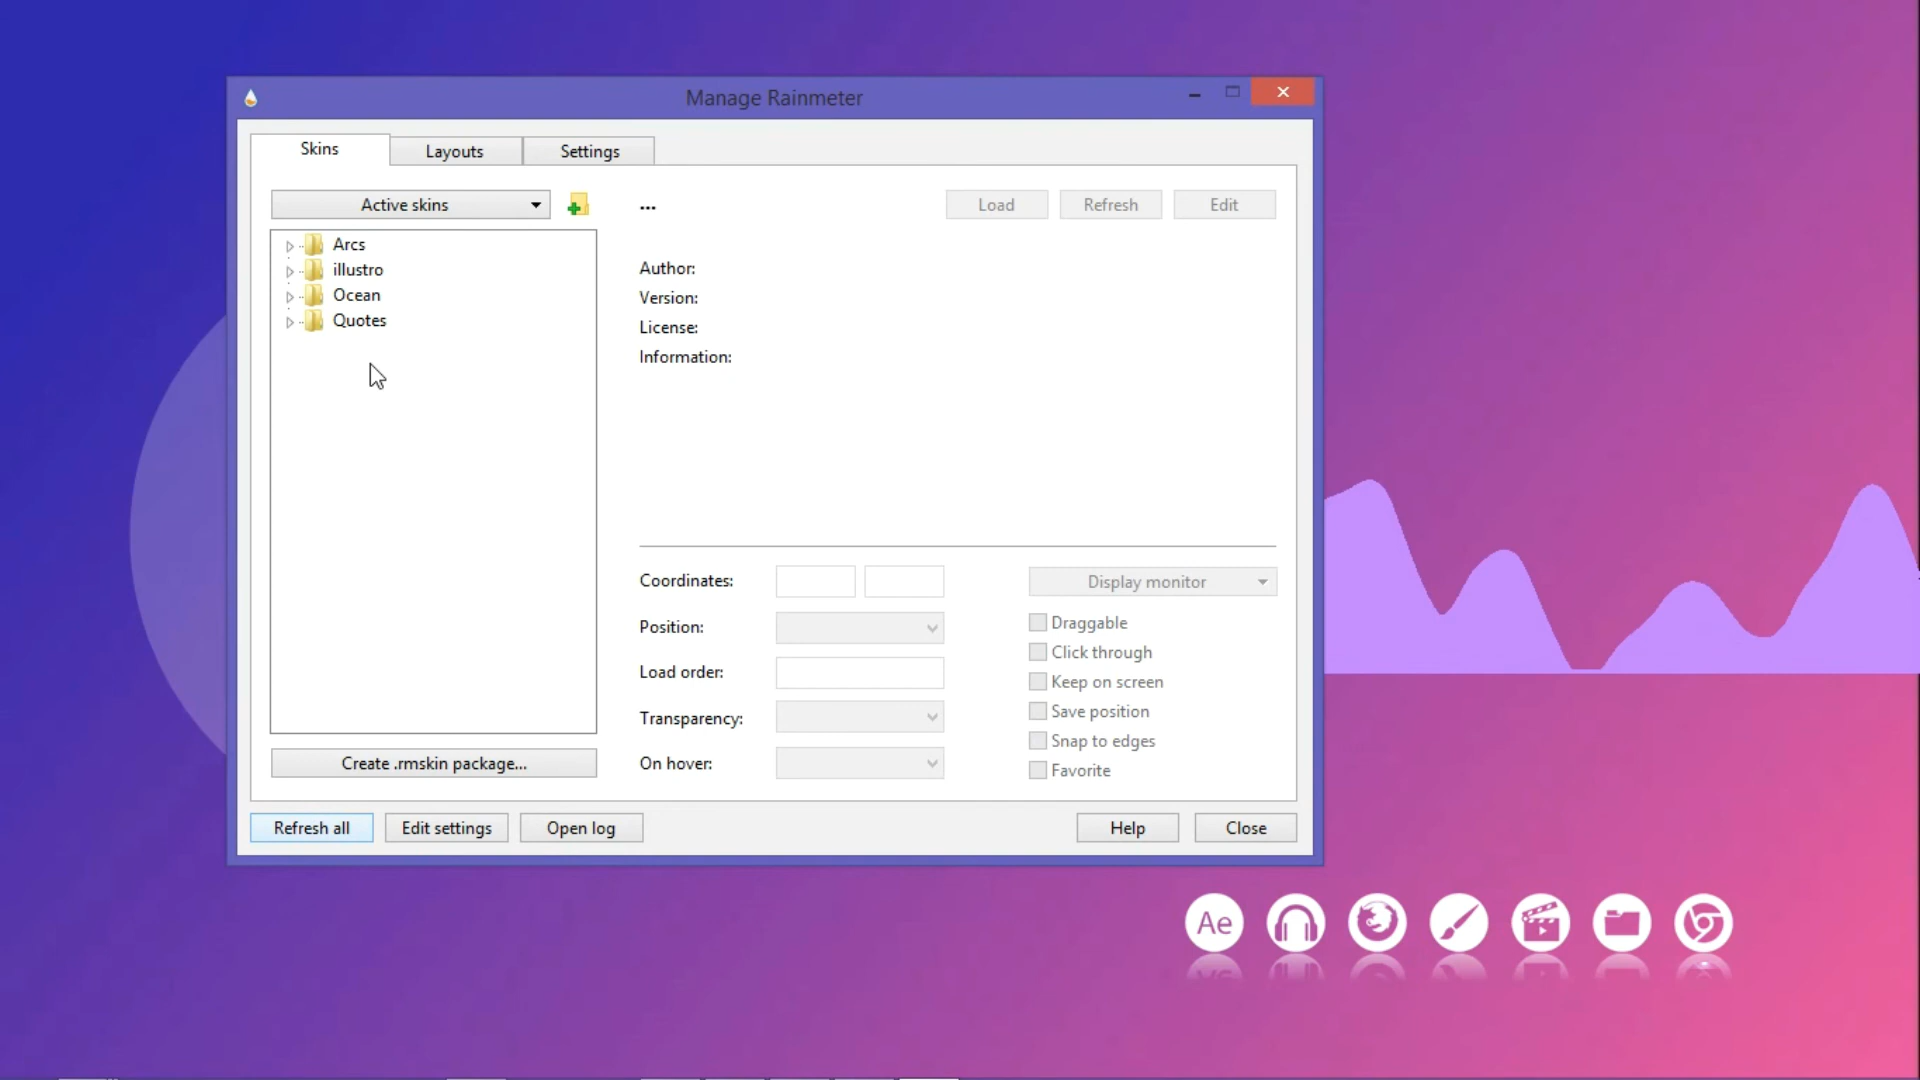 Manage Rainmeter
Skins
Layouts
Settings
Active skins
...
Load
Refresh
Edit
Arcs
illustro
Ocean
Quotes
Author:
Version:
License:
Information:
Coordinates:
Display monitor
Position:
Draggable
Click through
Load order:
Keep on screen
Transparency:
Save position
Snap to edges
On hover:
Favorite
Create .rmskin package...
Refresh all
Edit settings
Open log
Help
Close
Ae